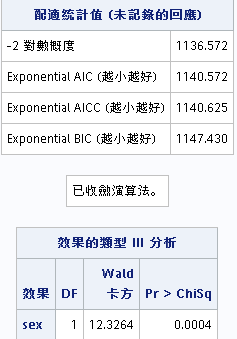 配適統計值 (未記錄的回應)
-2 對數概度 1136.572
Exponential AIC (越小越好) 1140.572
Exponential AICC (越小越好) 1140.625
Exponential BIC (越小越好) 1147.430
已收斂演算法。
效果的類型 III 分析
效果 DF Wald 卡方 Pr > ChiSq
sex 1 12.3264 0.0004